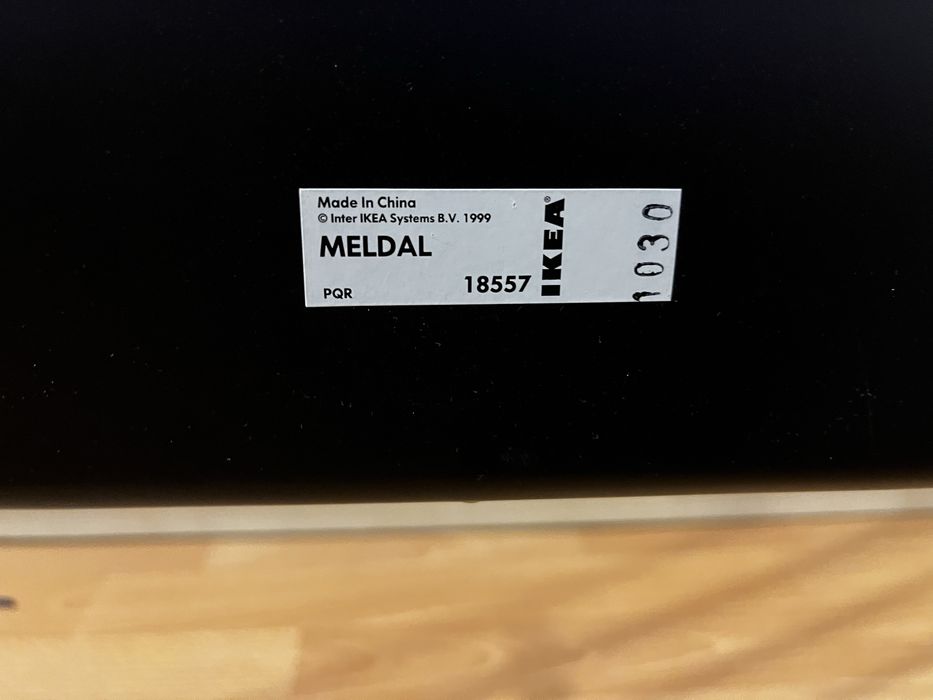 Made In China
© Inter IKEA Systems B.V. 1999
MELDAL
PQR
18557
IKEA®
1030